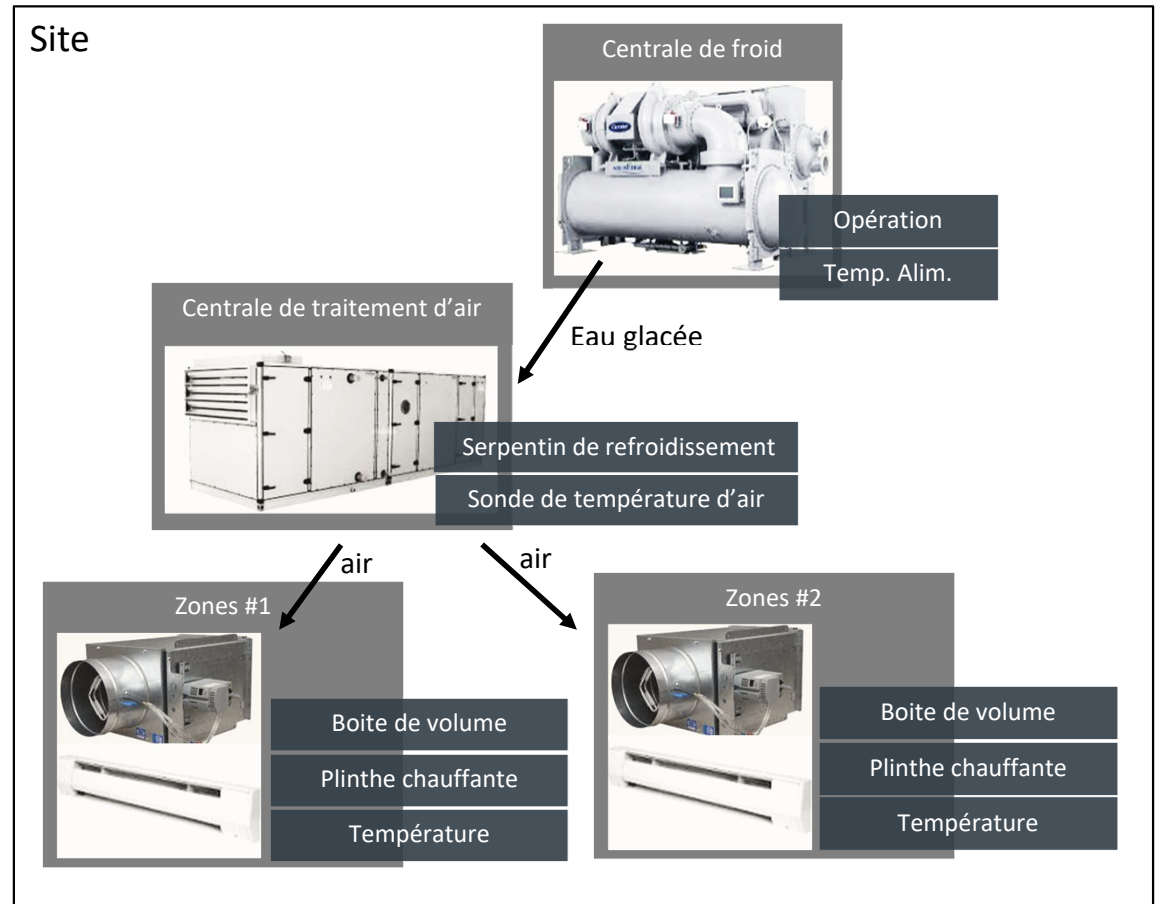 Site
Centrale de froid
Carrier
Opération
Temp. Alim.
Eau glacée
Centrale de traitement d’air
Serpentin de refroidissement
Sonde de température d’air
air
air
Zones #1
Boite de volume
Plinthe chauffante
Température
Zones #2
Boite de volume
Plinthe chauffante
Température